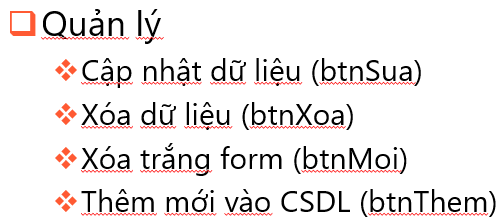 Quản lý
Cập nhật dữ liệu (btnSua)
Xóa dữ liệu (btnXoa)
Xóa trắng form (btnMoi)
Thêm mới vào CSDL (btnThem)